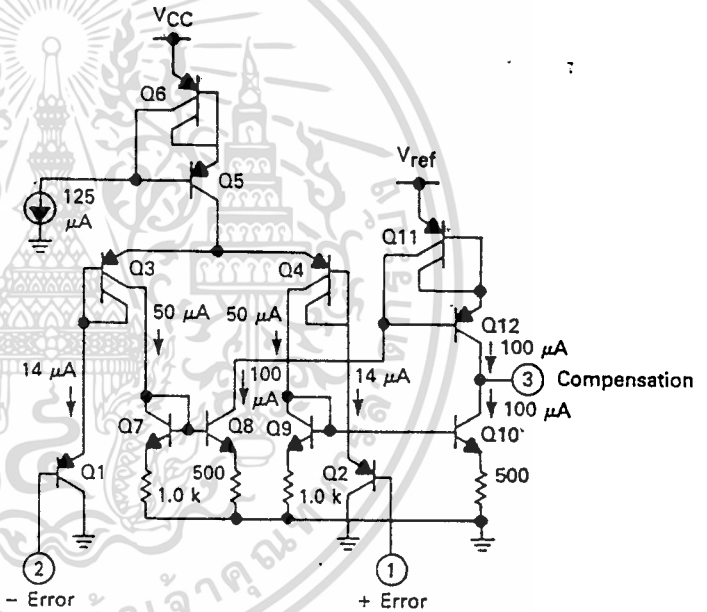 VCC
Q6
Q5
125
μA
Vref
Q11
Q12
Q3
Q4
50 μA
50 μA
100 μA
3
Compensation
14 μA
100
μA
14 μA
100 μA
Q7
Q8
Q9
Q10
Q1
500
1.0 k
1.0 k
Q2
500
2
1
– Error
+ Error